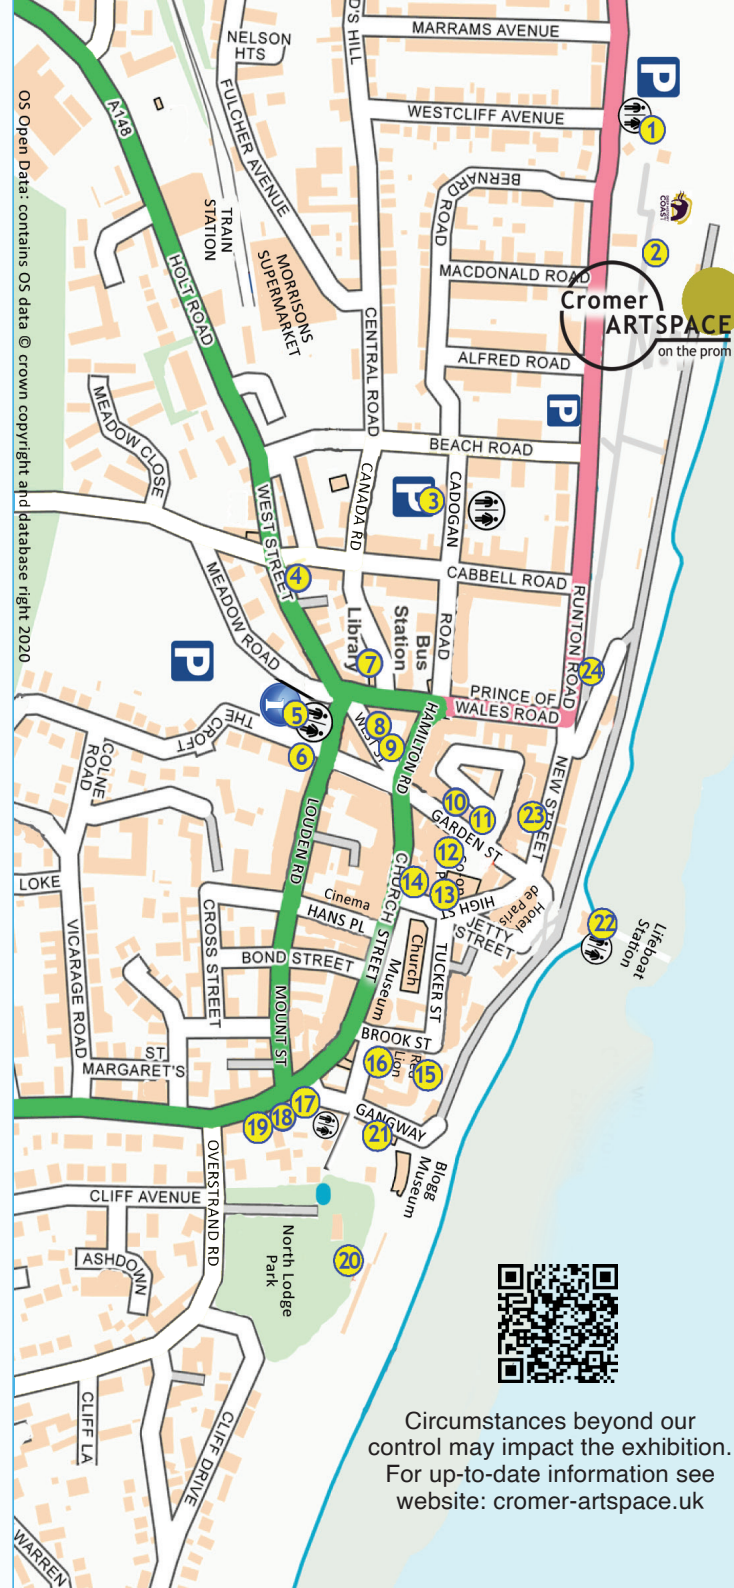 D'S HILL
MARRAMS AVENUE
NELSON
HTS
P
A148
FULCHER AVENUE
WESTCLIFF AVENUE
1
BERNARD
ROAD
COAST
TRAIN
STATION
2
MORRISONS
SUPERMARKET
MACDONALD ROAD
Cromer
ARTSPACE
on the prom
HOLT ROAD
CENTRAL ROAD
ALFRED ROAD
P
MEADOW CLOSE
BEACH ROAD
CANADA RD
P
3
CADOGAN
ROAD
WEST STREET
4
CABBELL ROAD
RUNTON ROAD
MEADOW ROAD
Library
Bus
Station
7
24
P
PRINCE OF
WALES ROAD
i
5
THE CROFT
6
8
WEST ST
9
HAMILTON RD
COLNE
ROAD
LOUDEN RD
10
11
GARDEN ST
23
NEW STREET
12
14
13
HIGH ST
Hotel
de Paris
JETTY
STREET
22
Lifeboat
Station
LOKE
VICARAGE ROAD
CROSS STREET
Cinema
HANS PL
CHURCH STREET
Church
Museum
TUCKER ST
BOND STREET
MOUNT ST
BROOK ST
ST
MARGARET'S
16
Red
Lion
15
17
18
19
GANGWAY
21
Blogg
Museum
OVERSTRAND RD
CLIFF AVENUE
ASHDOWN
North Lodge
Park
20
CLIFF LA
CLIFF DRIVE
WARREN
OS Open Data: contains OS data © crown copyright and database right 2020
Circumstances beyond our
control may impact the exhibition.
For up-to-date information see
website: cromer-artspace.uk